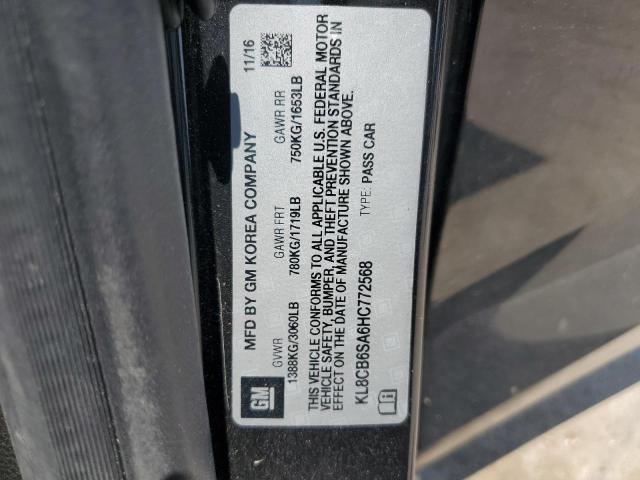 GM
MFD BY GM KOREA COMPANY 11/16
GVWR GAWR FRT GAWR RR
1388KG/3060LB 780KG/1719LB 750KG/1653LB
THIS VEHICLE CONFORMS TO ALL APPLICABLE U.S. FEDERAL MOTOR
VEHICLE SAFETY, BUMPER, AND THEFT PREVENTION STANDARDS IN
EFFECT ON THE DATE OF MANUFACTURE SHOWN ABOVE.
KL8CB6SA6HC772568 TYPE: PASS CAR